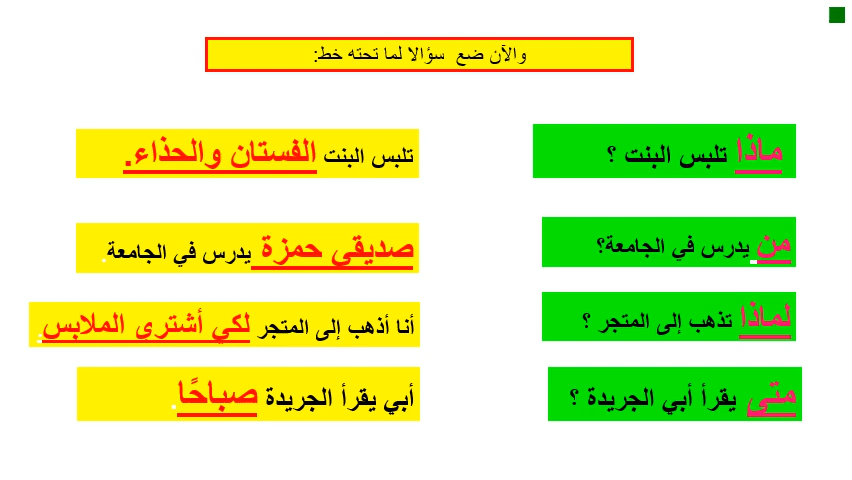 والآن ضع سؤالا لما تحته خط:
ماذا تلبس البنت ؟
تلبس البنت الفستان والحذاء.
من يدرس في الجامعة؟
صديقي حمزة يدرس في الجامعة.
لماذا تذهب إلى المتجر ؟
أنا أذهب إلى المتجر لكي أشترى الملابس.
متى يقرأ أبي الجريدة ؟
أبي يقرأ الجريدة صباحًا.